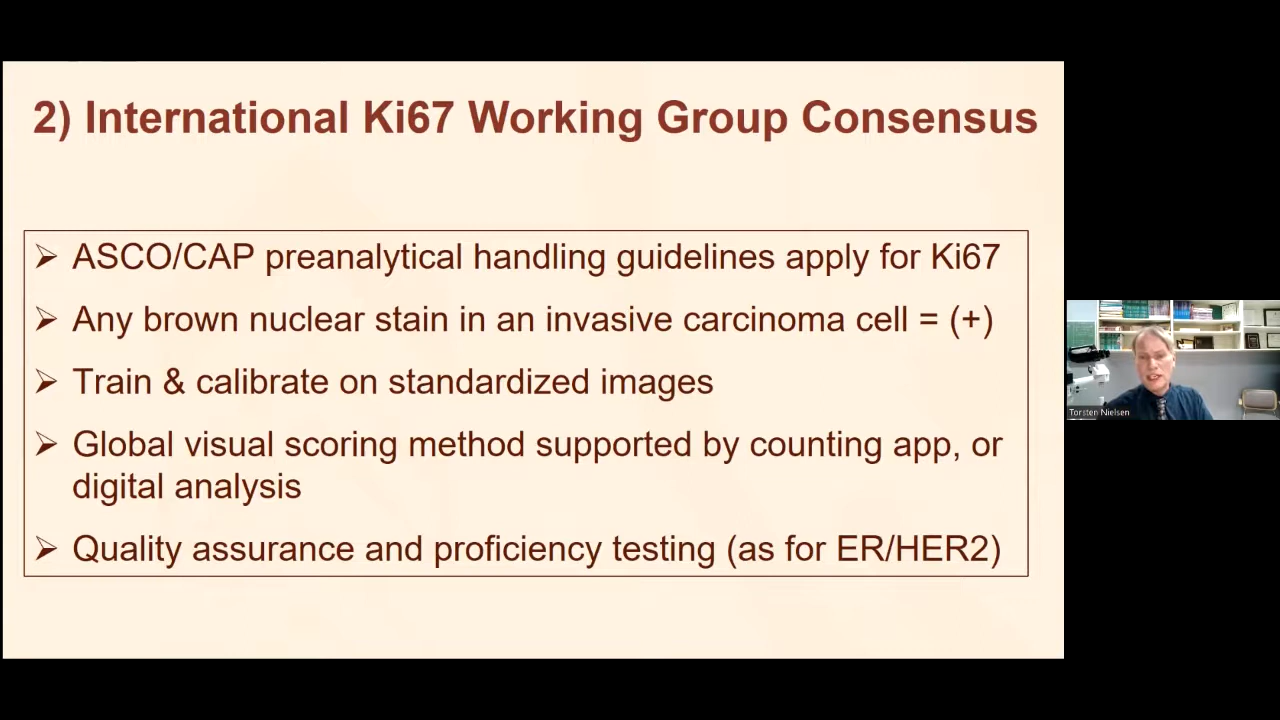 2) International Ki67 Working Group Consensus
➢ ASCO/CAP preanalytical handling guidelines apply for Ki67
➢ Any brown nuclear stain in an invasive carcinoma cell = (+)
➢ Train & calibrate on standardized images
➢ Global visual scoring method supported by counting app, or
digital analysis
➢ Quality assurance and proficiency testing (as for ER/HER2)
Torsten Nielsen